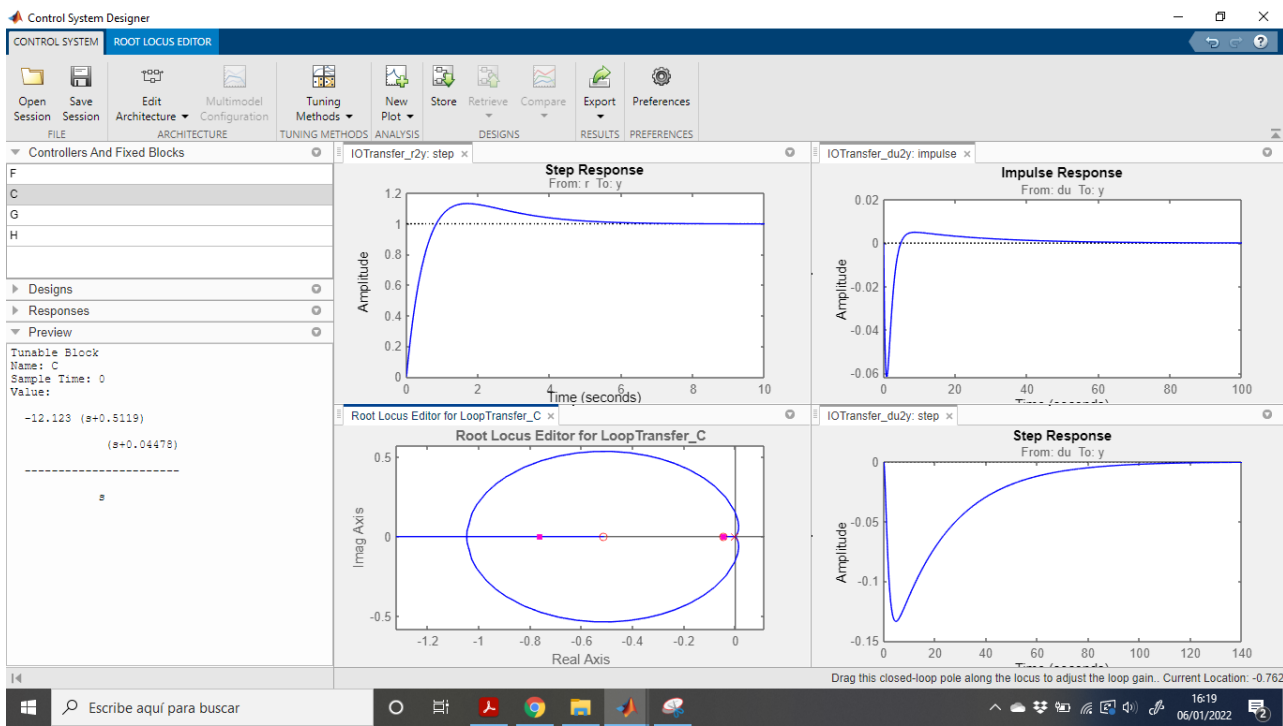 Control System Designer
CONTROL SYSTEM ROOT LOCUS EDITOR
Open Session
Save Session
Edit Architecture
Multimodel Configuration
Tuning Methods
New Plot
Store
Retrieve
Compare
Export
Preferences
FILE ARCHITECTURE TUNING METHODS ANALYSIS DESIGNS RESULTS PREFERENCES
Controllers And Fixed Blocks
F
C
G
H
Designs
Responses
Preview
Tunable Block
Name: C
Sample Time: 0
Value:
-12.123 (s+0.5119)
(s+0.04478)
-----------------------
s
IOTransfer_r2y: step
Step Response
From: r To: y
Amplitude
1.2
1
0.8
0.6
0.4
0.2
0
0 2 4 6 8 10
Time (seconds)
IOTransfer_du2y: impulse
Impulse Response
From: du To: y
Amplitude
0.02
0
-0.02
-0.04
-0.06
0 20 40 60 80 100
Root Locus Editor for LoopTransfer_C
Root Locus Editor for LoopTransfer_C
Imag Axis
0.5
0
-0.5
-1.2 -1 -0.8 -0.6 -0.4 -0.2 0
Real Axis
IOTransfer_du2y: step
Step Response
From: du To: y
Amplitude
0
-0.05
-0.1
-0.15
0 20 40 60 80 100 120 140
Drag this closed-loop pole along the locus to adjust the loop gain.. Current Location: -0.762
Escribe aquí para buscar
16:19
06/01/2022
2